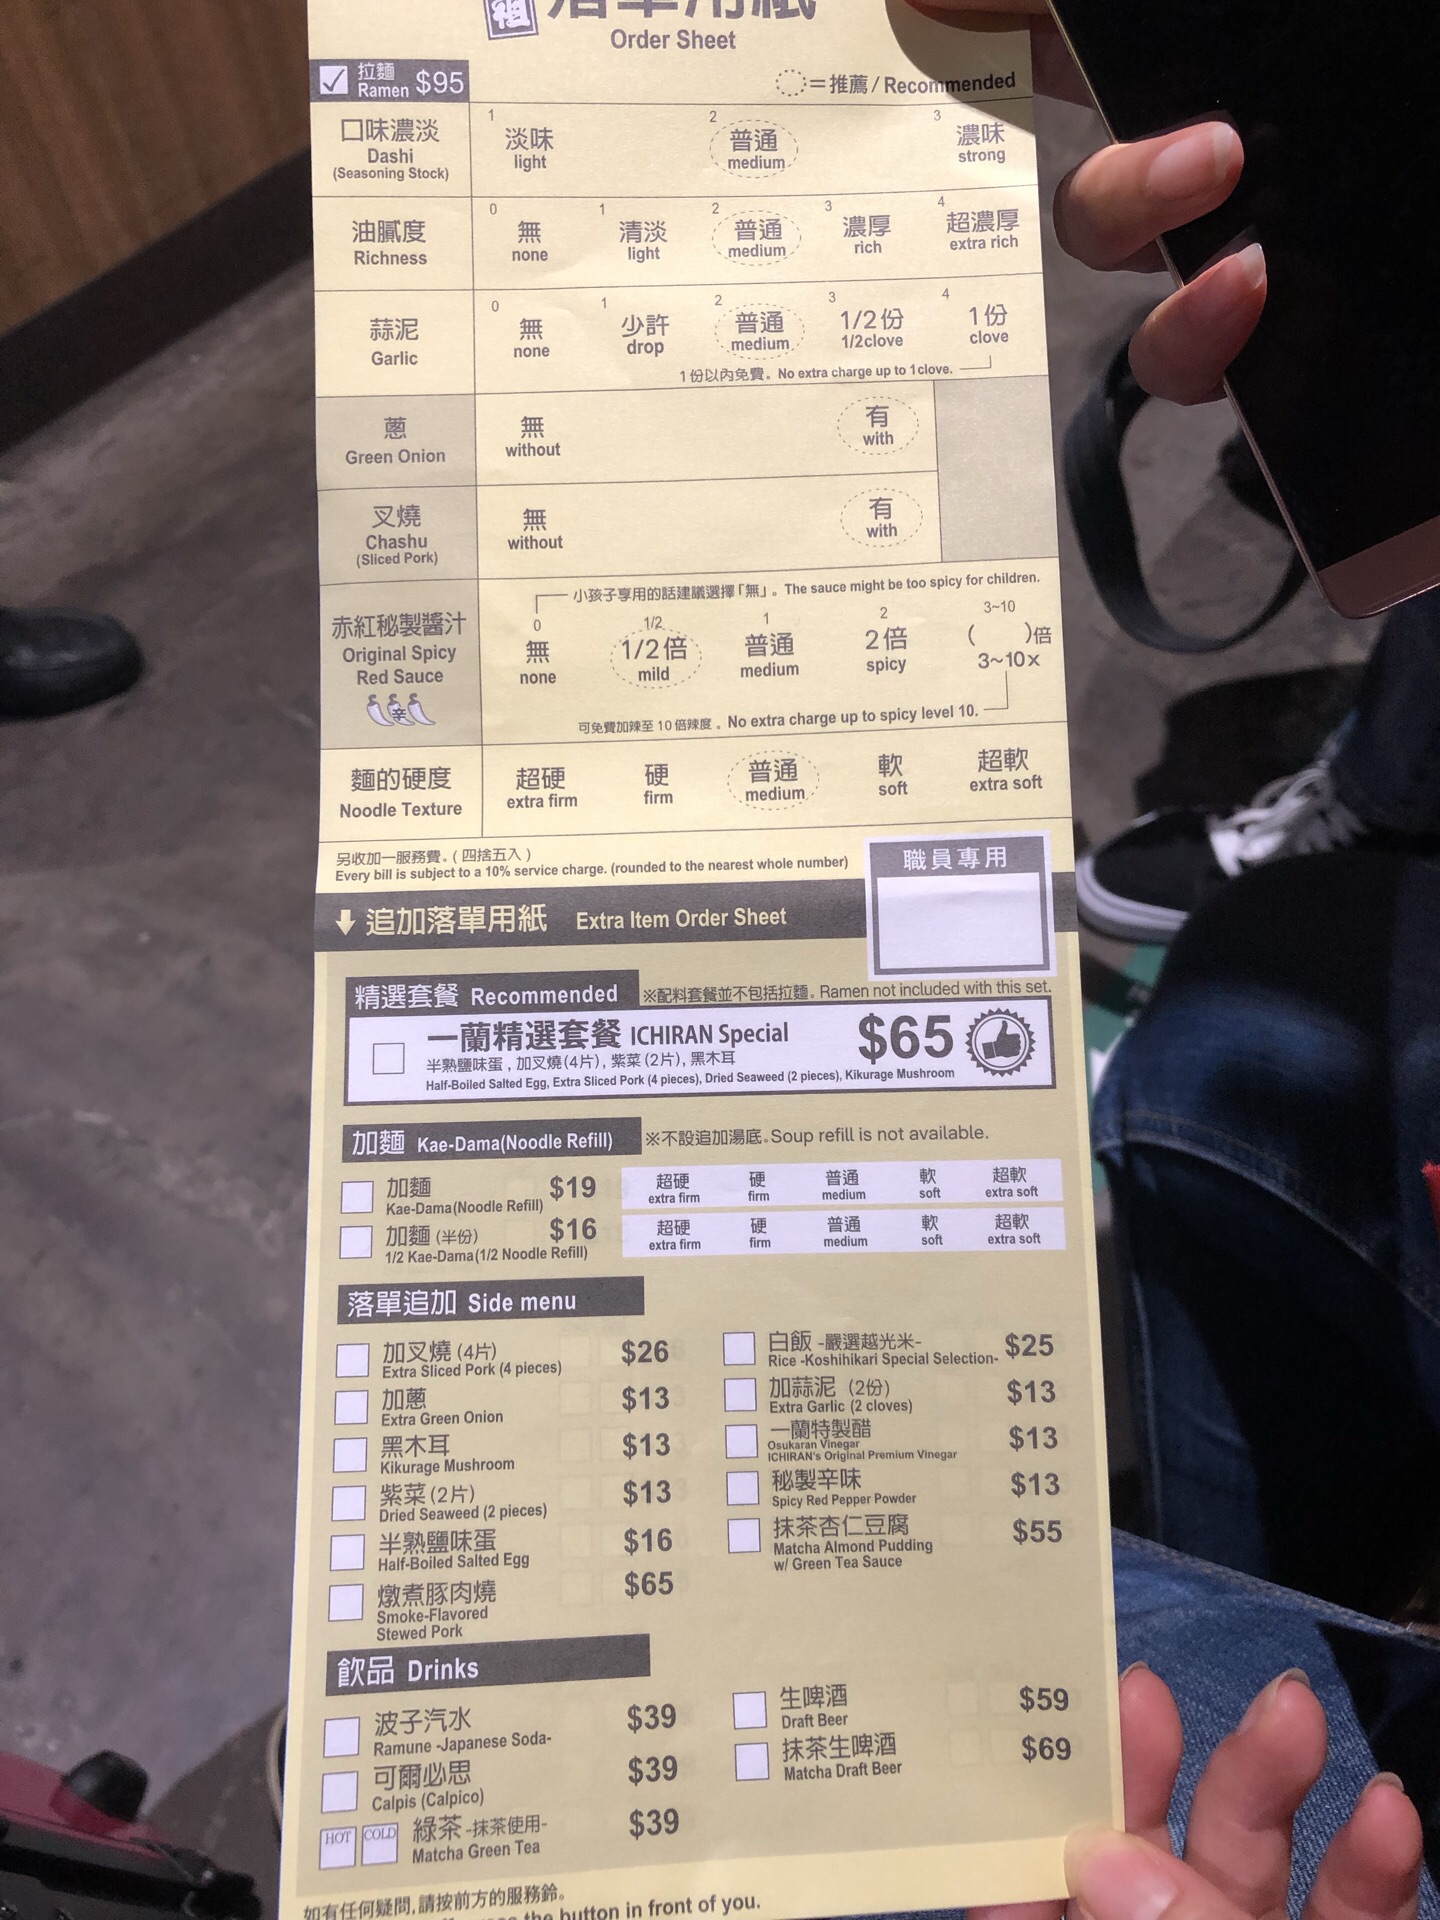 祖 落單用紙
Order Sheet
拉麵
Ramen $95
=推薦/Recommended
口味濃淡
Dashi
(Seasoning Stock)
1 淡味 light
2 普通 medium
3 濃味 strong
油膩度
Richness
0 無 none
1 清淡 light
2 普通 medium
3 濃厚 rich
4 超濃厚 extra rich
蒜泥
Garlic
0 無 none
1 少許 drop
2 普通 medium
3 1/2份 1/2clove
4 1份 clove
1份以內免費。No extra charge up to 1clove.
蔥
Green Onion
無 without
有 with
叉燒
Chashu
(Sliced Pork)
無 without
有 with
赤紅秘製醬汁
Original Spicy
Red Sauce
辛
小孩子享用的話建議選擇「無」。The sauce might be too spicy for children.
0 無 none
1/2 1/2倍 mild
1 普通 medium
2 2倍 spicy
3~10 ( )倍 3~10x
可免費加辣至10倍辣度。No extra charge up to spicy level 10.
麵的硬度
Noodle Texture
超硬 extra firm
硬 firm
普通 medium
軟 soft
超軟 extra soft
另收加一服務費。(四捨五入)
Every bill is subject to a 10% service charge. (rounded to the nearest whole number)
職員專用
追加落單用紙 Extra Item Order Sheet
精選套餐 Recommended ※配料套餐並不包括拉麵。Ramen not included with this set.
一蘭精選套餐 ICHIRAN Special $65
半熟鹽味蛋,加叉燒(4片),紫菜(2片),黑木耳
Half-Boiled Salted Egg, Extra Sliced Pork (4 pieces), Dried Seaweed (2 pieces), Kikurage Mushroom
加麵 Kae-Dama(Noodle Refill) ※不設追加湯底。Soup refill is not available.
加麵 $19
Kae-Dama(Noodle Refill)
超硬 硬 普通 軟 超軟
extra firm firm medium soft extra soft
加麵(半份) $16
1/2 Kae-Dama(1/2 Noodle Refill)
超硬 硬 普通 軟 超軟
extra firm firm medium soft extra soft
落單追加 Side menu
加叉燒(4片) $26
Extra Sliced Pork (4 pieces)
加蔥 $13
Extra Green Onion
黑木耳 $13
Kikurage Mushroom
紫菜(2片) $13
Dried Seaweed (2 pieces)
半熟鹽味蛋 $16
Half-Boiled Salted Egg
燉煮豚肉燒 $65
Smoke-Flavored
Stewed Pork
白飯 -嚴選越光米- $25
Rice -Koshihikari Special Selection-
加蒜泥 (2份) $13
Extra Garlic (2 cloves)
一蘭特製醋 $13
Osukaran Vinegar
ICHIRAN's Original Premium Vinegar
秘製辛味 $13
Spicy Red Pepper Powder
抹茶杏仁豆腐 $55
Matcha Almond Pudding
w/ Green Tea Sauce
飲品 Drinks
波子汽水 $39
Ramune -Japanese Soda-
可爾必思 $39
Calpis (Calpico)
HOT COLD 綠茶 -抹茶使用- $39
Matcha Green Tea
生啤酒 $59
Draft Beer
抹茶生啤酒 $69
Matcha Draft Beer
如有任何疑問,請按前方的服務鈴。
the button in front of you.